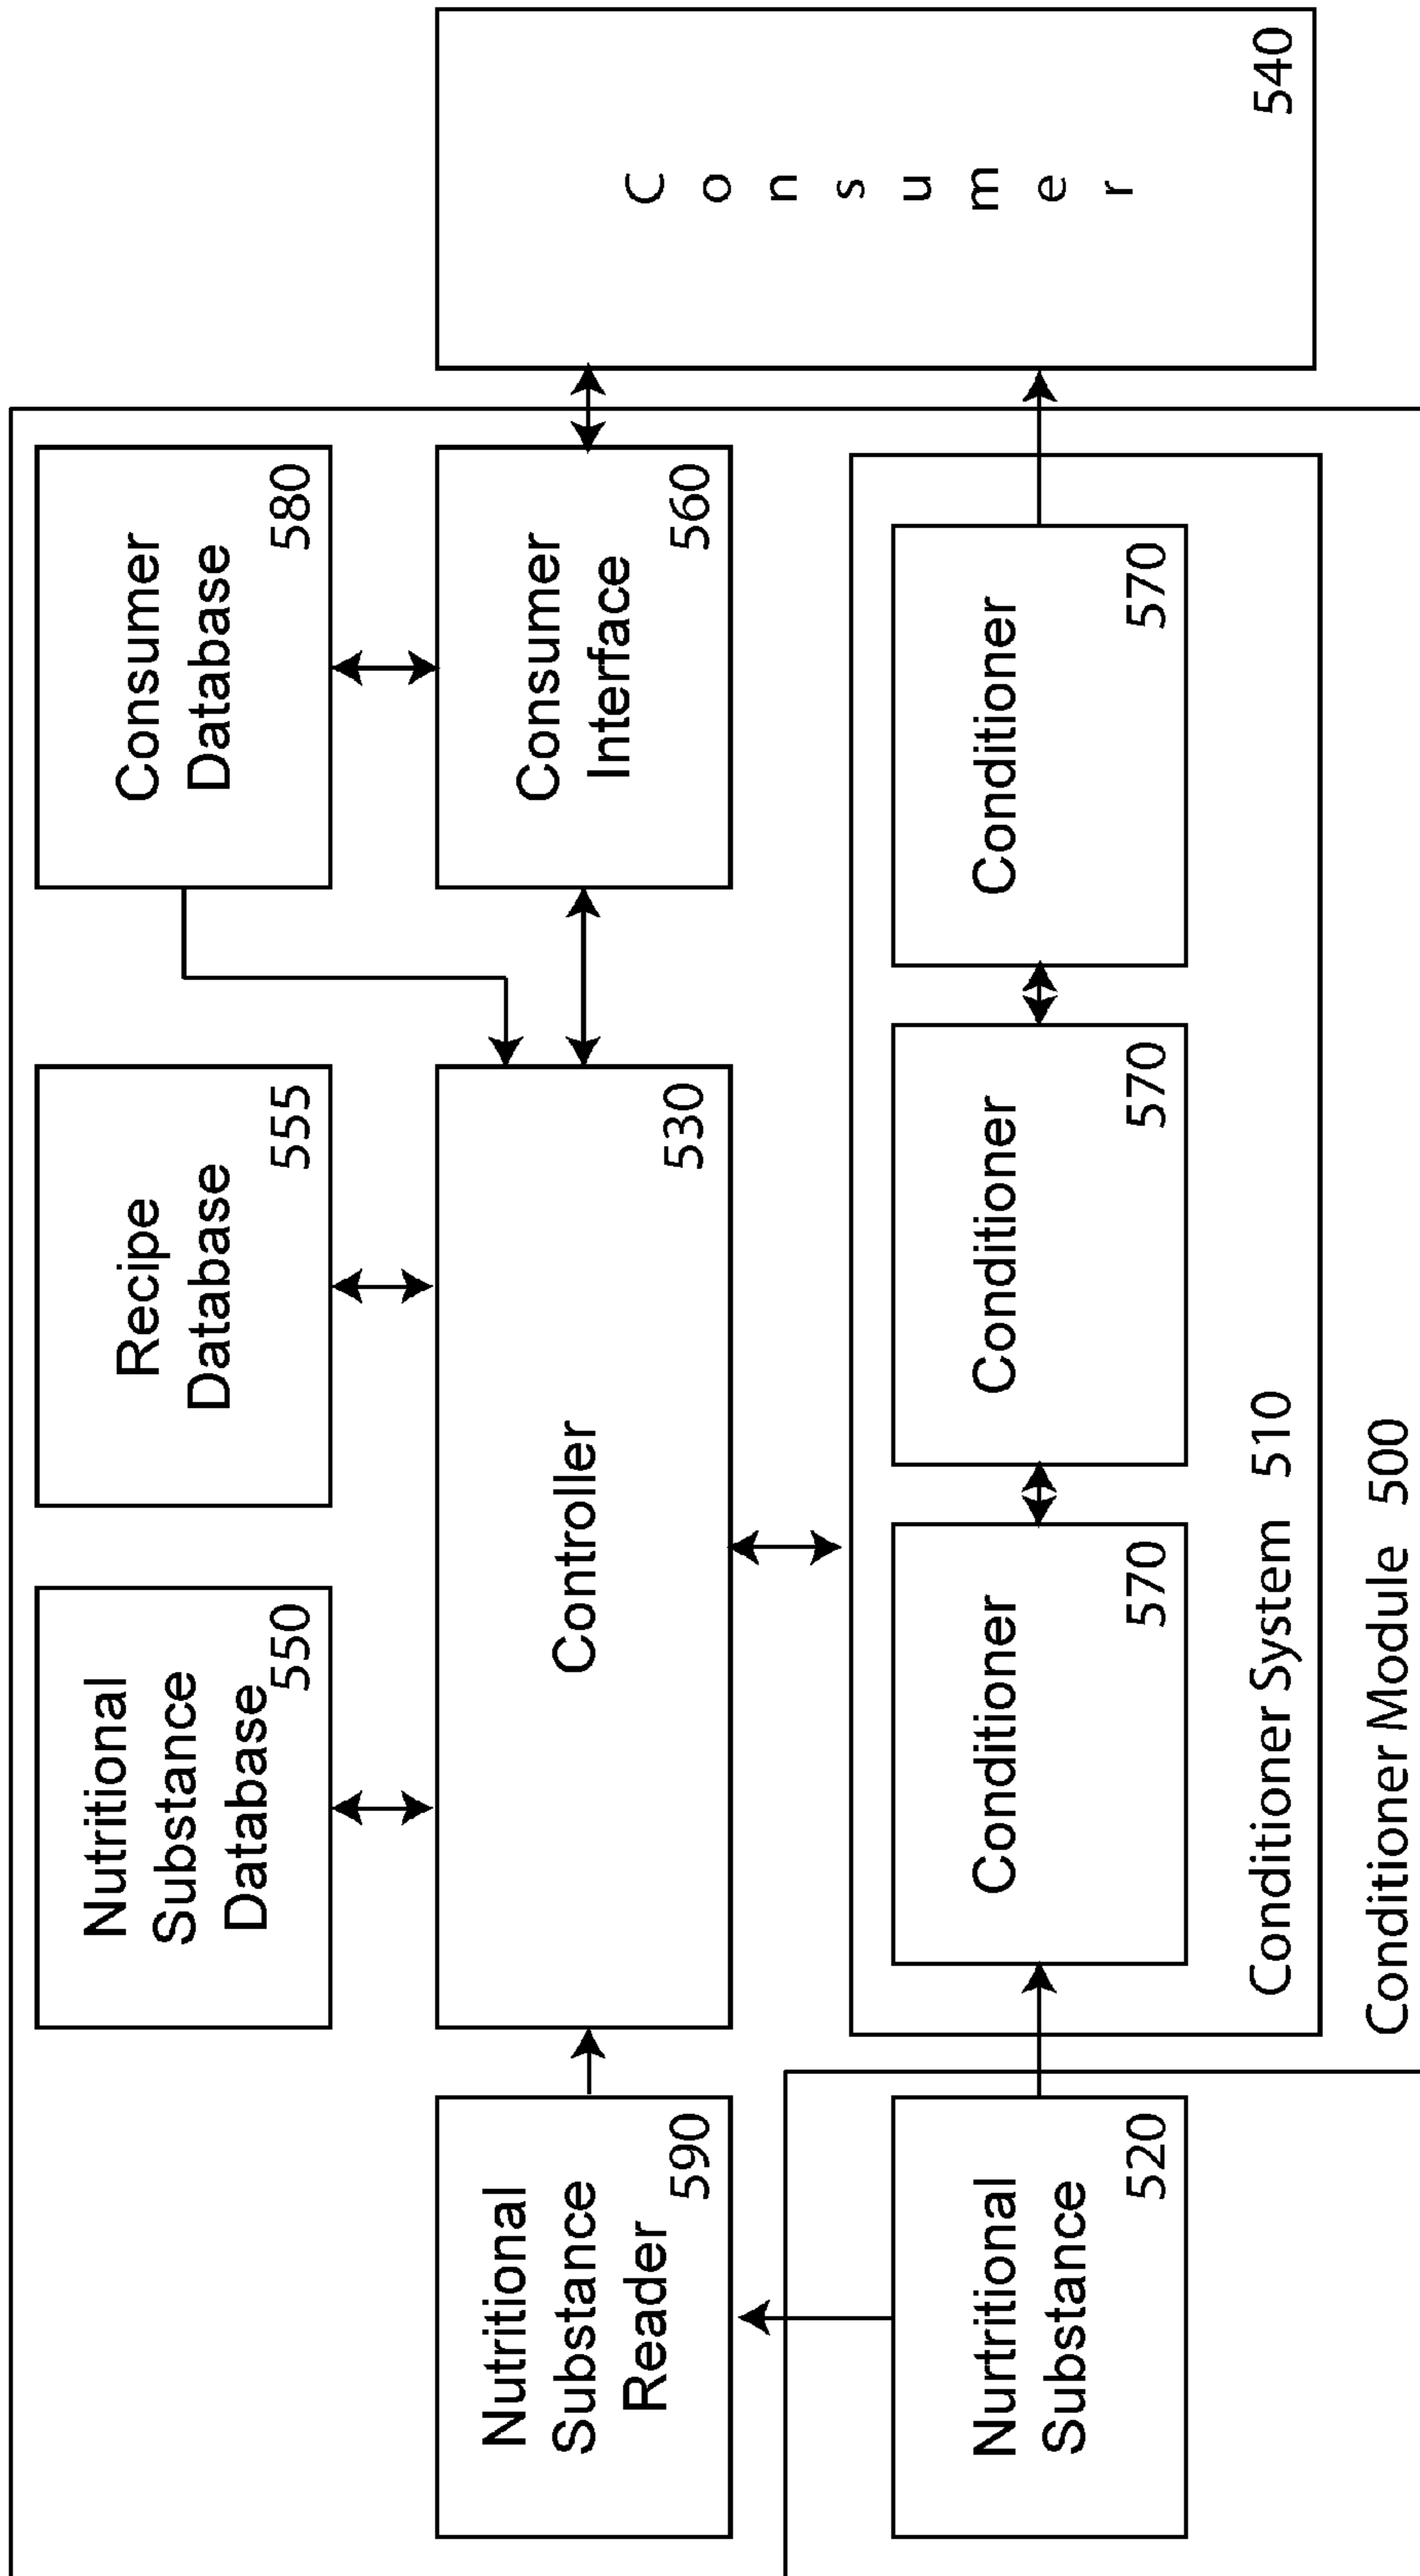 Nutritional
Substance
Database
550
Recipe
Database
555
Consumer
Database
580
Nutritional
Substance
Reader
590
Controller
530
Consumer
Interface
560
Consumer
540
Nurtritional
Substance
520
Conditioner
570
Conditioner
570
Conditioner
570
Conditioner System 510
Conditioner Module 500